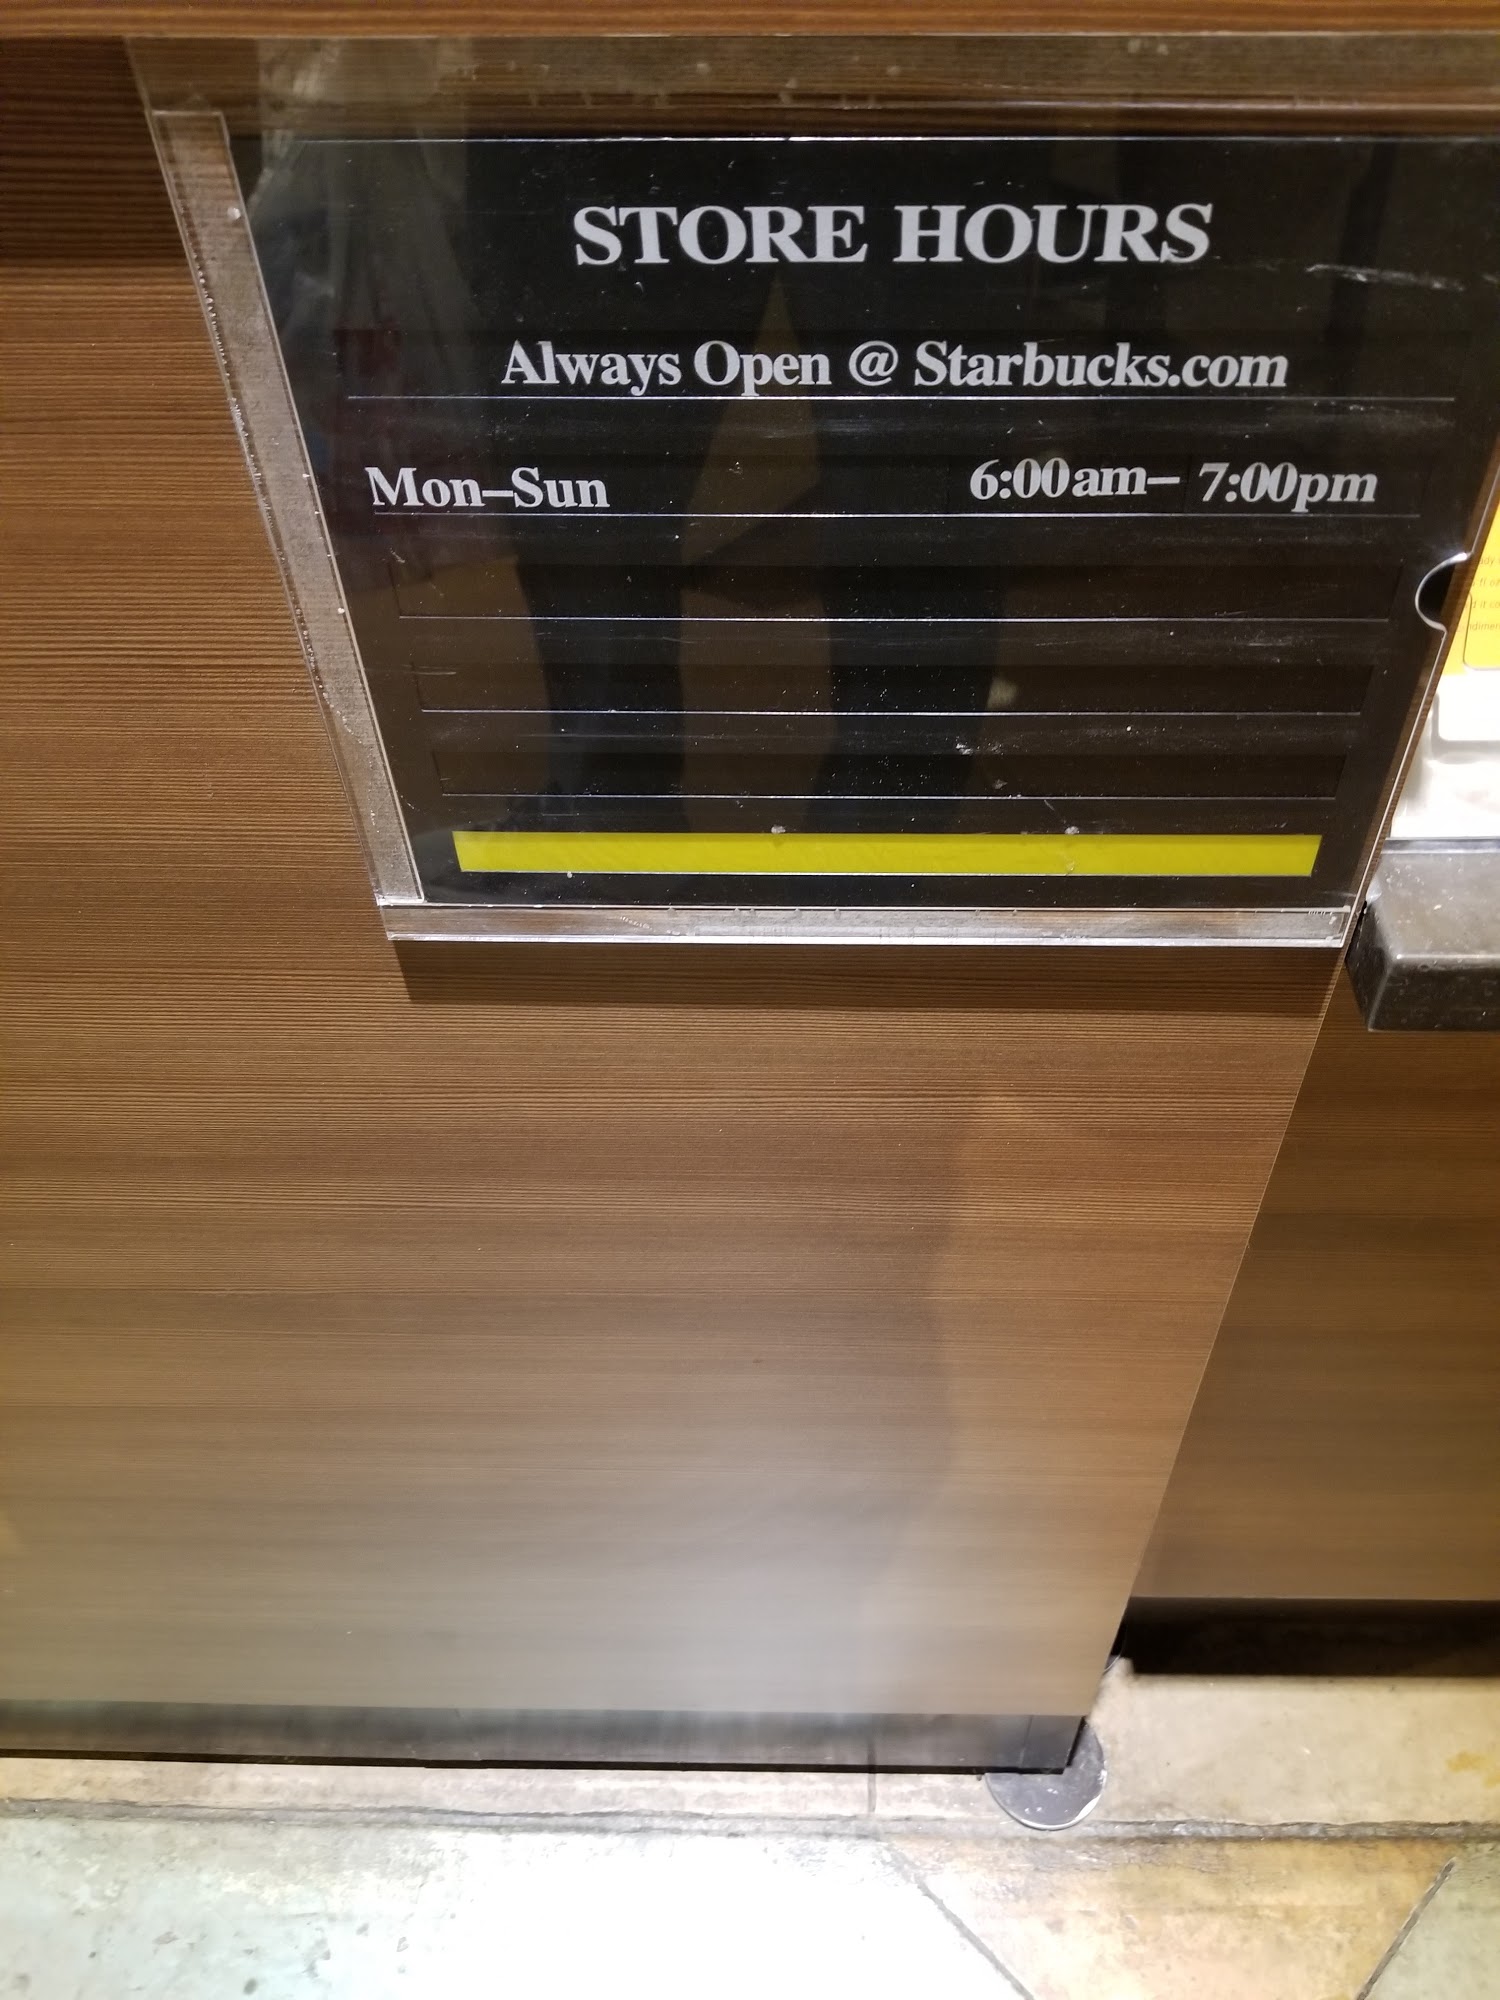 STORE HOURS
Always Open @ Starbucks.com
Mon–Sun 6:00am– 7:00pm